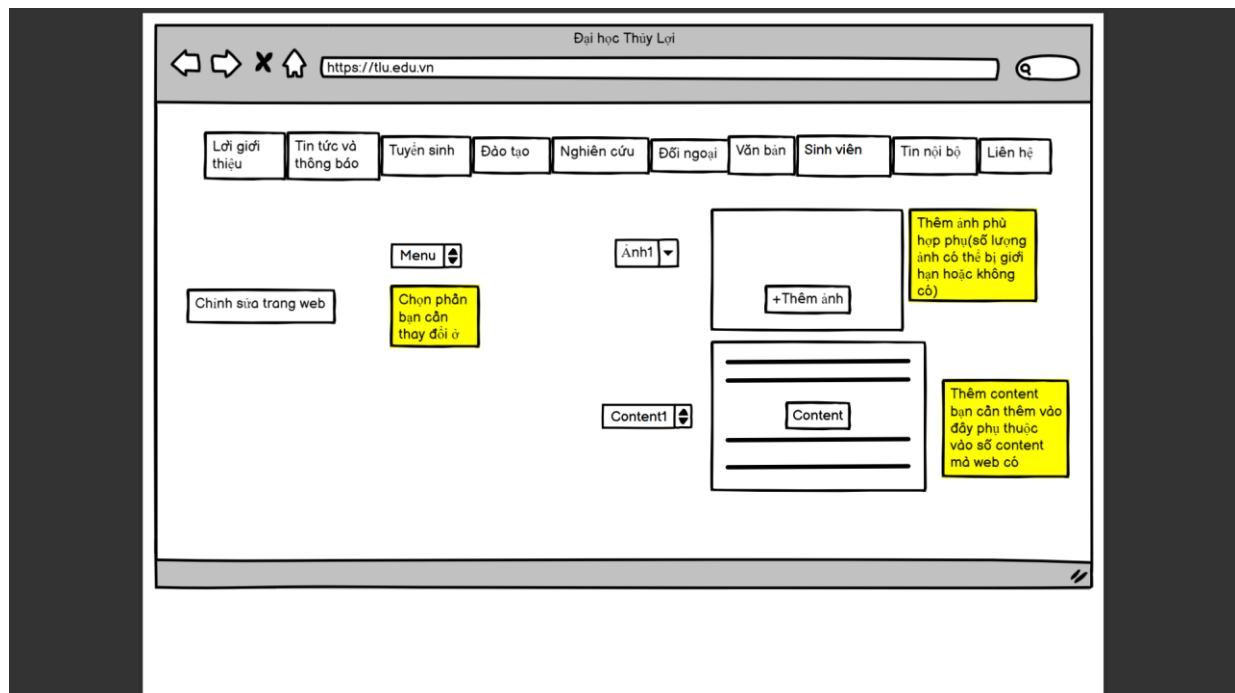 Đại học Thủy Lợi
https://tlu.edu.vn
Lời giới
thiệu
Tin tức và
thông báo
Tuyển sinh
Đào tạo
Nghiên cứu
Đối ngoại
Văn bản
Sinh viên
Tin nội bộ
Liên hệ
Chỉnh sửa trang web
Menu
Chọn phần
bạn cần
thay đổi ở
Ảnh1
+Thêm ảnh
Thêm ảnh phù
hợp phụ(số lượng
ảnh có thể bị giới
hạn hoặc không
có)
Content1
Content
Thêm content
bạn cần thêm vào
đây phụ thuộc
vào số content
mà web có